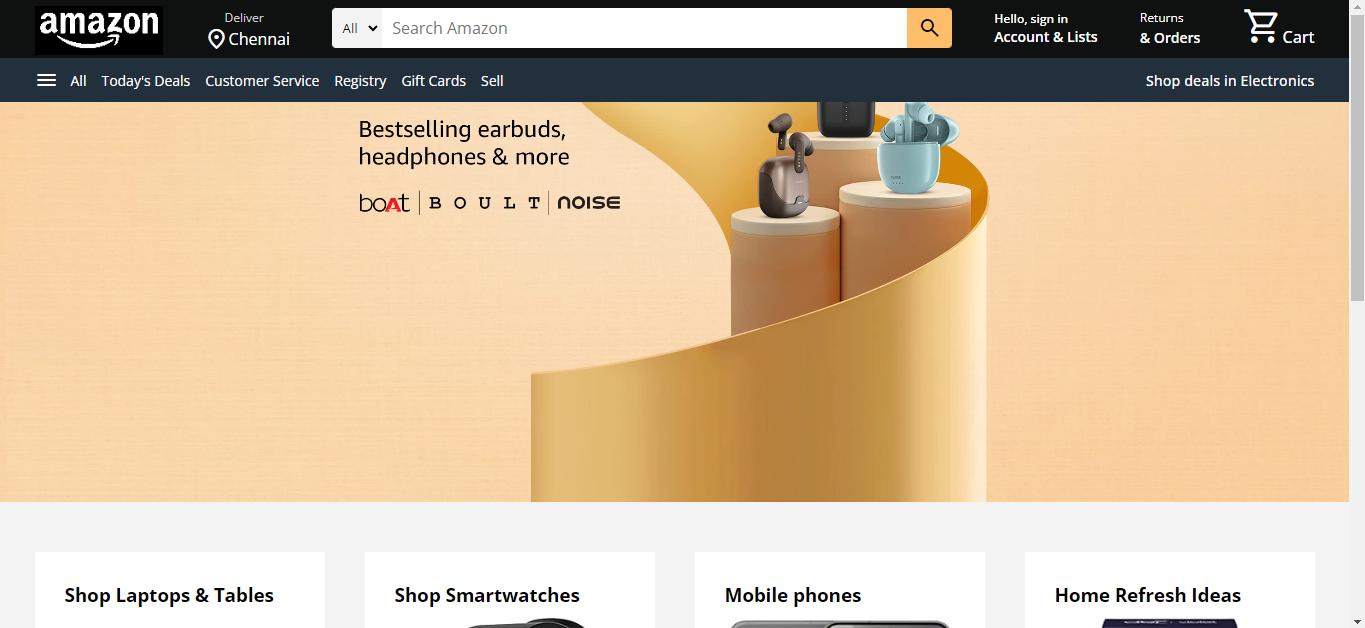 amazon
Deliver
Chennai
All
Search Amazon
Hello, sign in
Account & Lists
Returns
& Orders
Cart
All Today's Deals Customer Service Registry Gift Cards Sell
Shop deals in Electronics
Bestselling earbuds,
headphones & more
boAt BOULT NOISE
Shop Laptops & Tables
Shop Smartwatches
Mobile phones
Home Refresh Ideas